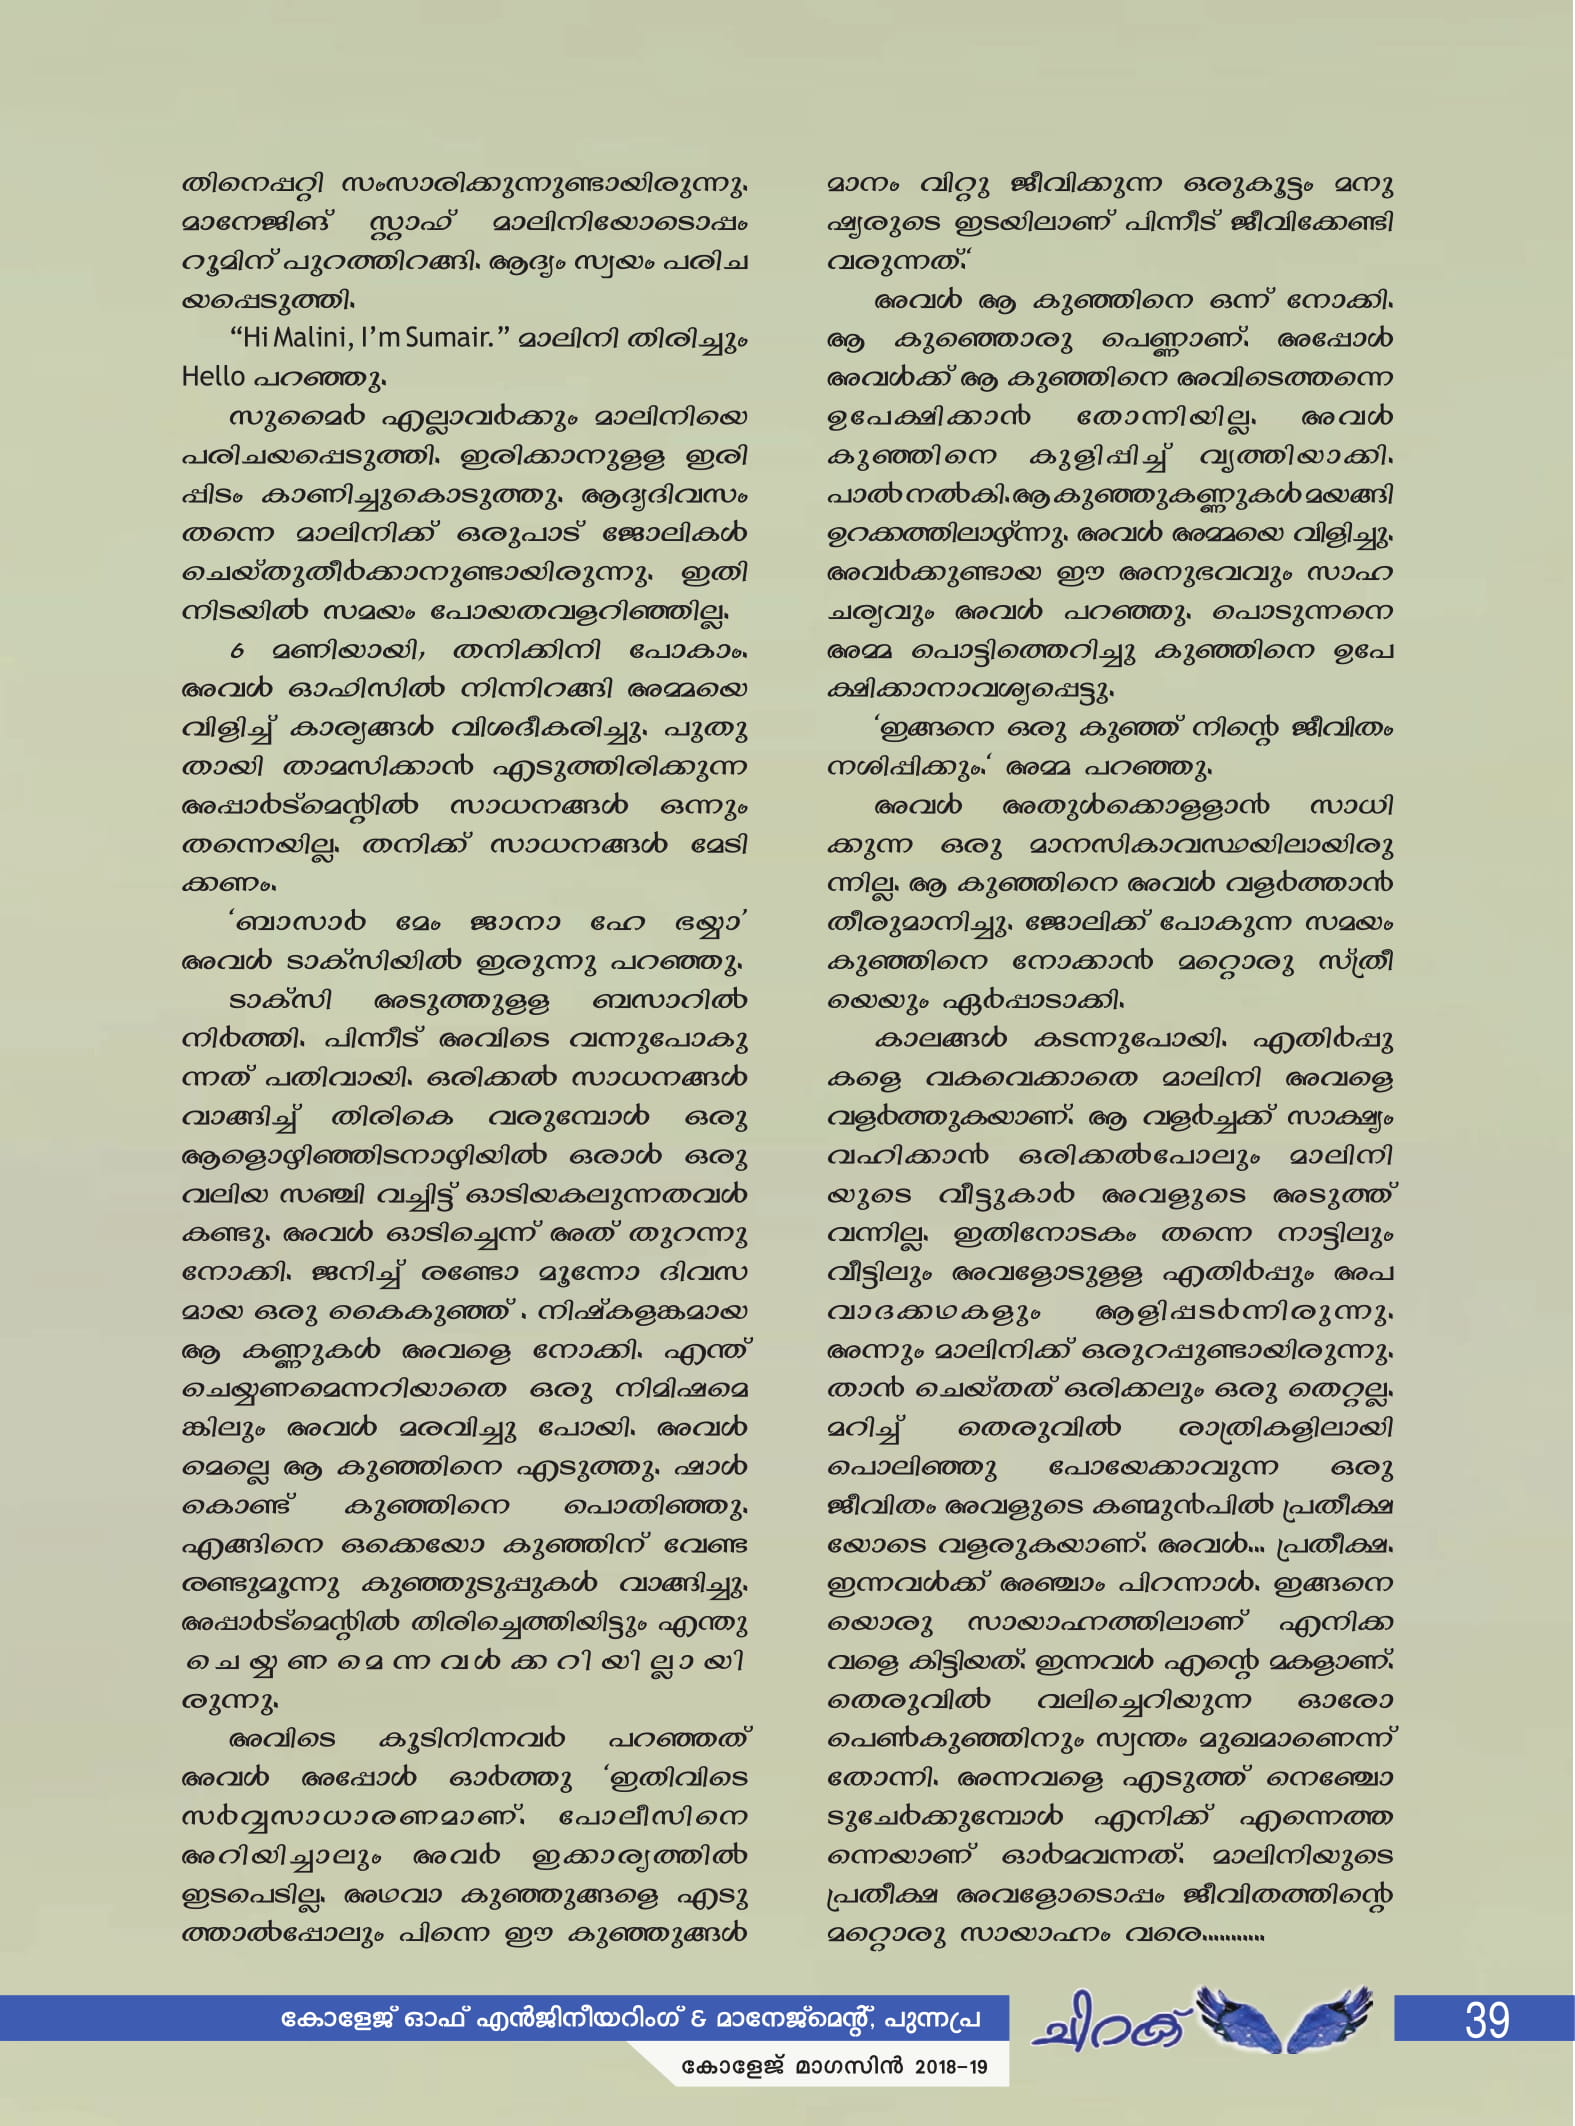 തിനെപ്പറ്റി സംസാരിക്കുന്നുണ്ടായിരുന്നു.
മാനേജിങ് സ്റ്റാഫ് മാലിനിയോടൊപ്പം
റൂമിന് പുറത്തിറങ്ങി. ആദ്യം സ്വയം പരിച
യപ്പെടുത്തി.
“Hi Malini, I’m Sumair.” മാലിനി തിരിച്ചും
Hello പറഞ്ഞു.
സുമൈർ എല്ലാവർക്കും മാലിനിയെ
പരിചയപ്പെടുത്തി. ഇരിക്കാനുളള ഇരി
പ്പിടം കാണിച്ചുകൊടുത്തു. ആദ്യദിവസം
തന്നെ മാലിനിക്ക് ഒരുപാട് ജോലികൾ
ചെയ്തുതീർക്കാനുണ്ടായിരുന്നു. ഇതി
നിടയിൽ സമയം പോയതവളറിഞ്ഞില്ല.
6 മണിയായി, തനിക്കിനി പോകാം.
അവൾ ഓഫിസിൽ നിന്നിറങ്ങി അമ്മയെ
വിളിച്ച് കാര്യങ്ങൾ വിശദീകരിച്ചു. പുതു
തായി താമസിക്കാൻ എടുത്തിരിക്കുന്ന
അപ്പാർട്മെന്റിൽ സാധനങ്ങൾ ഒന്നും
തന്നെയില്ല. തനിക്ക് സാധനങ്ങൾ മേടി
ക്കണം.
‘ബാസാർ മേം ജാനാ ഹേ ഭയ്യാ’
അവൾ ടാക്സിയിൽ ഇരുന്നു പറഞ്ഞു.
ടാക്സി അടുത്തുളള ബസാറിൽ
നിർത്തി. പിന്നീട് അവിടെ വന്നുപോകു
ന്നത് പതിവായി. ഒരിക്കൽ സാധനങ്ങൾ
വാങ്ങിച്ച് തിരികെ വരുമ്പോൾ ഒരു
ആളൊഴിഞ്ഞിടനാഴിയിൽ ഒരാൾ ഒരു
വലിയ സഞ്ചി വച്ചിട്ട് ഓടിയകലുന്നതവൾ
കണ്ടു. അവൾ ഓടിച്ചെന്ന് അത് തുറന്നു
നോക്കി. ജനിച്ച് രണ്ടോ മൂന്നോ ദിവസ
മായ ഒരു കൈകുഞ്ഞ് . നിഷ്കളങ്കമായ
ആ കണ്ണുകൾ അവളെ നോക്കി. എന്ത്
ചെയ്യണമെന്നറിയാതെ ഒരു നിമിഷമെ
ങ്കിലും അവൾ മരവിച്ചു പോയി. അവൾ
മെല്ലെ ആ കുഞ്ഞിനെ എടുത്തു. ഷാൾ
കൊണ്ട് കുഞ്ഞിനെ പൊതിഞ്ഞു.
എങ്ങിനെ ഒക്കെയോ കുഞ്ഞിന് വേണ്ട
രണ്ടുമൂന്നു കുഞ്ഞുടുപ്പുകൾ വാങ്ങിച്ചു.
അപ്പാർട്മെന്റിൽ തിരിച്ചെത്തിയിട്ടും എന്തു
ചെയ്യണമെന്നവൾക്കറിയില്ലായി
രുന്നു.
അവിടെ കൂടിനിന്നവർ പറഞ്ഞത്
അവൾ അപ്പോൾ ഓർത്തു ‘ഇതിവിടെ
സർവ്വസാധാരണമാണ്. പോലീസിനെ
അറിയിച്ചാലും അവർ ഇക്കാര്യത്തിൽ
ഇടപെടില്ല. അഥവാ കുഞ്ഞുങ്ങളെ എടു
ത്താൽപ്പോലും പിന്നെ ഈ കുഞ്ഞുങ്ങൾ
മാനം വിറ്റു ജീവിക്കുന്ന ഒരുകൂട്ടം മനു
ഷ്യരുടെ ഇടയിലാണ് പിന്നീട് ജീവിക്കേണ്ടി
വരുന്നത്.‘
അവൾ ആ കുഞ്ഞിനെ ഒന്ന് നോക്കി.
ആ കുഞ്ഞൊരു പെണ്ണാണ്. അപ്പോൾ
അവൾക്ക് ആ കുഞ്ഞിനെ അവിടെത്തന്നെ
ഉപേക്ഷിക്കാൻ തോന്നിയില്ല. അവൾ
കുഞ്ഞിനെ കുളിപ്പിച്ച് വൃത്തിയാക്കി.
പാൽ നൽകി.ആ കുഞ്ഞുകണ്ണുകൾ മയങ്ങി
ഉറക്കത്തിലാഴ്ന്നു. അവൾ അമ്മയെ വിളിച്ചു.
അവർക്കുണ്ടായ ഈ അനുഭവവും സാഹ
ചര്യവും അവൾ പറഞ്ഞു. പൊടുന്നനെ
അമ്മ പൊട്ടിത്തെറിച്ചു കുഞ്ഞിനെ ഉപേ
ക്ഷിക്കാനാവശ്യപ്പെട്ടു.
‘ഇങ്ങനെ ഒരു കുഞ്ഞ് നിന്റെ ജീവിതം
നശിപ്പിക്കും.‘ അമ്മ പറഞ്ഞു.
അവൾ അതുൾക്കൊളളാൻ സാധി
ക്കുന്ന ഒരു മാനസികാവസ്ഥയിലായിരു
ന്നില്ല. ആ കുഞ്ഞിനെ അവൾ വളർത്താൻ
തീരുമാനിച്ചു. ജോലിക്ക് പോകുന്ന സമയം
കുഞ്ഞിനെ നോക്കാൻ മറ്റൊരു സ്ത്രീ
യെയും ഏർപ്പാടാക്കി.
കാലങ്ങൾ കടന്നുപോയി. എതിർപ്പു
കളെ വകവെക്കാതെ മാലിനി അവളെ
വളർത്തുകയാണ്. ആ വളർച്ചക്ക് സാക്ഷ്യം
വഹിക്കാൻ ഒരിക്കൽപോലും മാലിനി
യുടെ വീട്ടുകാർ അവളുടെ അടുത്ത്
വന്നില്ല. ഇതിനോടകം തന്നെ നാട്ടിലും
വീട്ടിലും അവളോടുളള എതിർപ്പും അപ
വാദക്കഥകളും ആളിപ്പടർന്നിരുന്നു.
അന്നും മാലിനിക്ക് ഒരുറപ്പുണ്ടായിരുന്നു.
താൻ ചെയ്തത് ഒരിക്കലും ഒരു തെറ്റല്ല.
മറിച്ച് തെരുവിൽ രാത്രികളിലായി
പൊലിഞ്ഞു പോയേക്കാവുന്ന ഒരു
ജീവിതം അവളുടെ കണ്മുൻപിൽ പ്രതീക്ഷ
യോടെ വളരുകയാണ്. അവൾ... പ്രതീക്ഷ.
ഇന്നവൾക്ക് അഞ്ചാം പിറന്നാൾ. ഇങ്ങനെ
യൊരു സായാഹ്നത്തിലാണ് എനിക്ക
വളെ കിട്ടിയത്. ഇന്നവൾ എന്റെ മകളാണ്.
തെരുവിൽ വലിച്ചെറിയുന്ന ഓരോ
പെൺകുഞ്ഞിനും സ്വന്തം മുഖമാണെന്ന്
തോന്നി. അന്നവളെ എടുത്ത് നെഞ്ചോ
ടുചേർക്കുമ്പോൾ എനിക്ക് എന്നെത്ത
ന്നെയാണ് ഓർമവന്നത്. മാലിനിയുടെ
പ്രതീക്ഷ അവളോടൊപ്പം ജീവിതത്തിന്റെ
മറ്റൊരു സായാഹ്നം വരെ............
കോളേജ് ഓഫ് എൻജിനീയറിംഗ് & മാനേജ്മെന്റ്, പുന്നപ്ര
ചിറക്
39
കോളേജ് മാഗസിൻ 2018-19